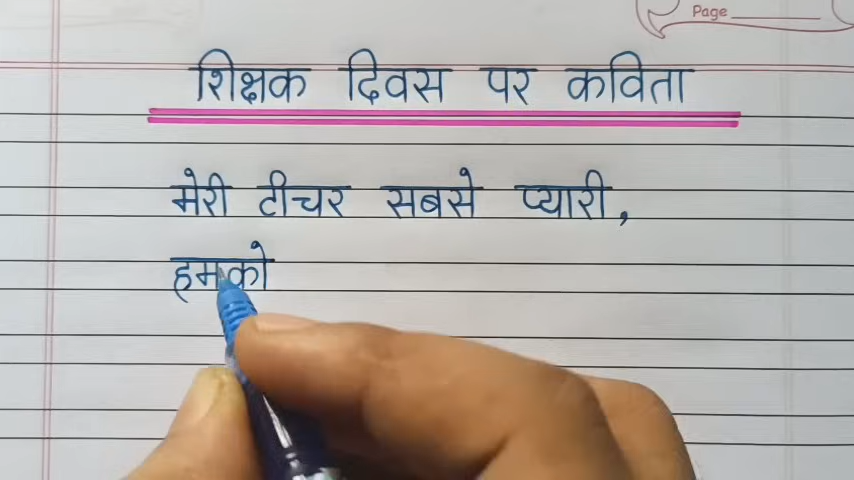 Page
शिक्षक दिवस पर कविता
मेरी टीचर सबसे प्यारी,
हमको